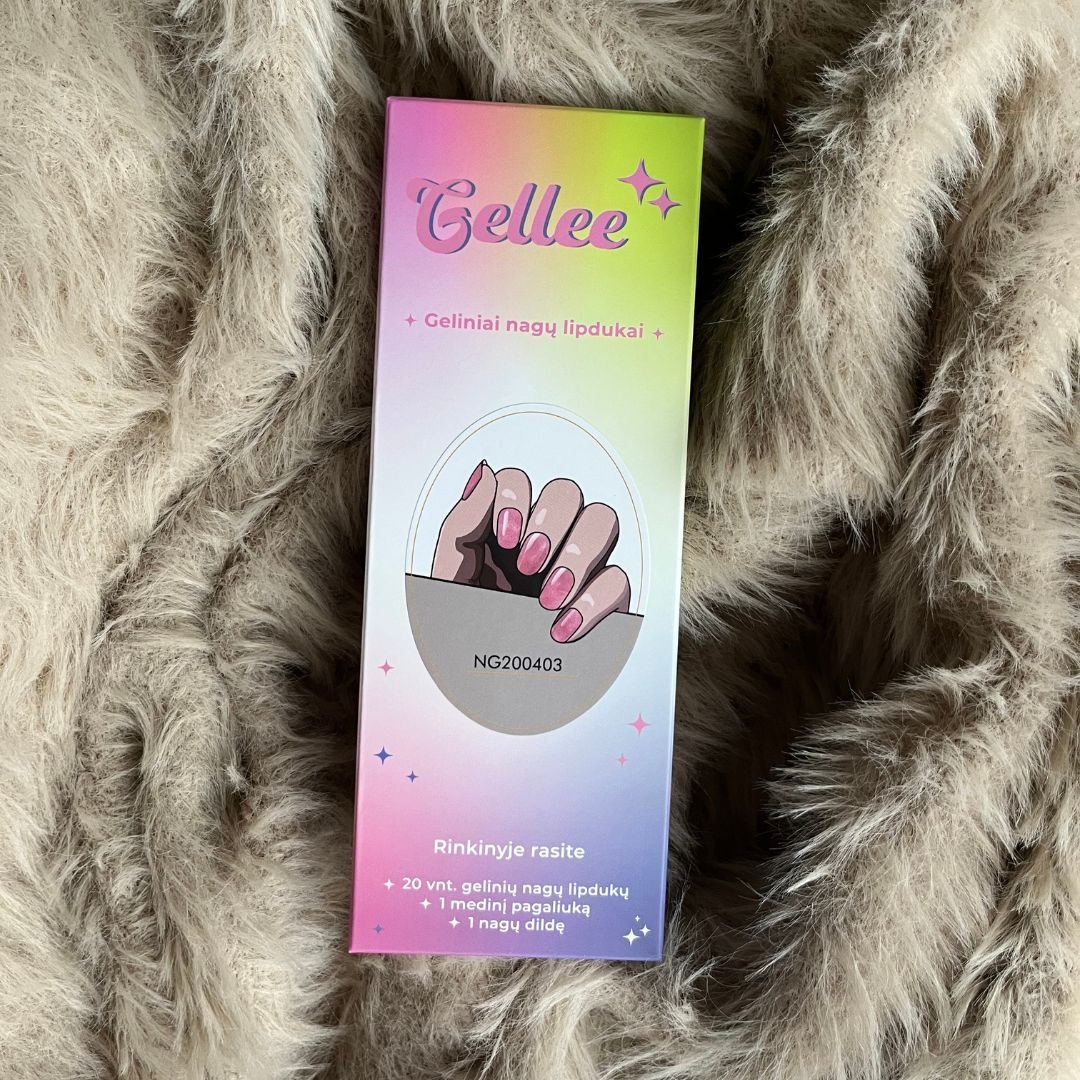 Gellee
Geliniai nagų lipdukai
NG200403
Rinkinyje rasite
20 vnt. gelinių nagų lipdukų
1 medinį pagaliuką
1 nagų dildę